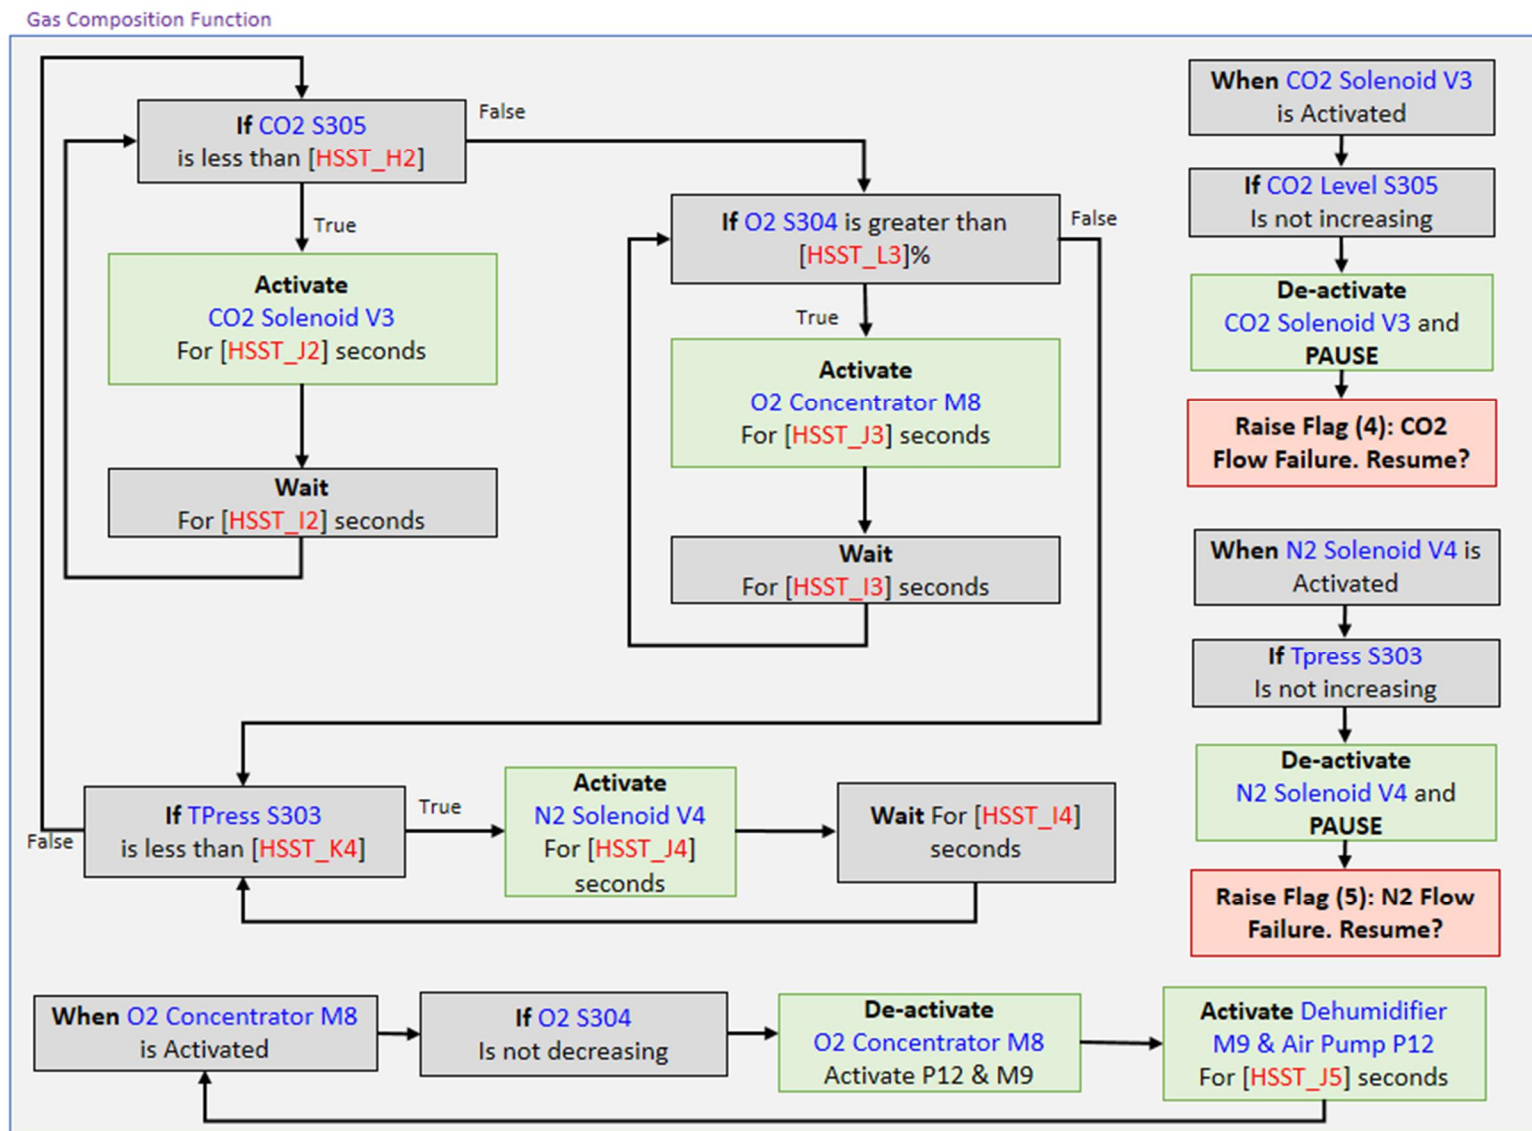 Gas Composition Function
If CO2 S305
is less than [HSST_H2]
False
True
Activate
CO2 Solenoid V3
For [HSST_J2] seconds
Wait
For [HSST_I2] seconds
If O2 S304 is greater than
[HSST_L3]%
False
True
Activate
O2 Concentrator M8
For [HSST_J3] seconds
Wait
For [HSST_I3] seconds
When CO2 Solenoid V3
is Activated
If CO2 Level S305
Is not increasing
De-activate
CO2 Solenoid V3 and
PAUSE
Raise Flag (4): CO2
Flow Failure. Resume?
When N2 Solenoid V4 is
Activated
If Tpress S303
Is not increasing
De-activate
N2 Solenoid V4 and
PAUSE
Raise Flag (5): N2 Flow
Failure. Resume?
If TPress S303
is less than [HSST_K4]
False
True
Activate
N2 Solenoid V4
For [HSST_J4]
seconds
Wait For [HSST_I4]
seconds
When O2 Concentrator M8
is Activated
If O2 S304
Is not decreasing
De-activate
O2 Concentrator M8
Activate P12 & M9
Activate Dehumidifier
M9 & Air Pump P12
For [HSST_J5] seconds